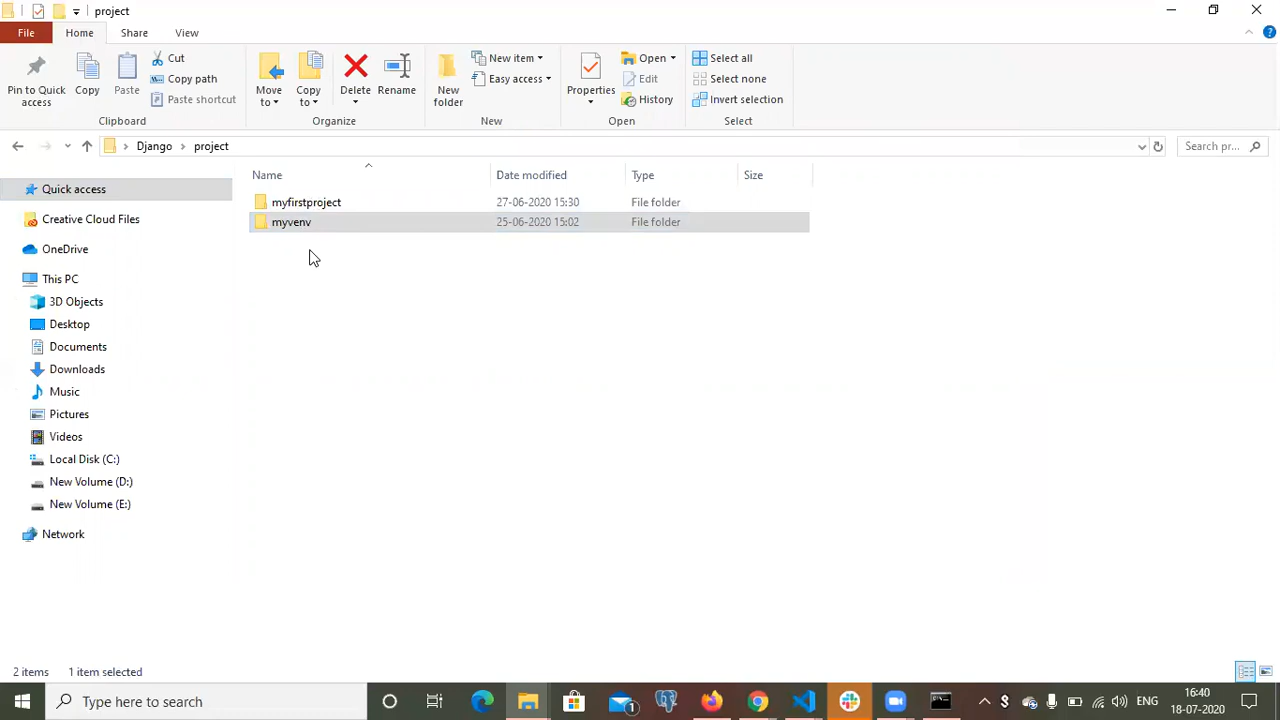 project
File
Home
Share
View
Pin to Quick access
Copy
Paste
Cut
Copy path
Paste shortcut
Clipboard
Move to
Copy to
Delete
Rename
Organize
New folder
New item
Easy access
New
Properties
Open
Edit
History
Open
Select all
Select none
Invert selection
Select
Django
project
Search pr...
Name
Date modified
Type
Size
myfirstproject
27-06-2020 15:30
File folder
myvenv
25-06-2020 15:02
File folder
Quick access
Creative Cloud Files
OneDrive
This PC
3D Objects
Desktop
Documents
Downloads
Music
Pictures
Videos
Local Disk (C:)
New Volume (D:)
New Volume (E:)
Network
2 items
1 item selected
Type here to search
1
ENG
16:40
18-07-2020